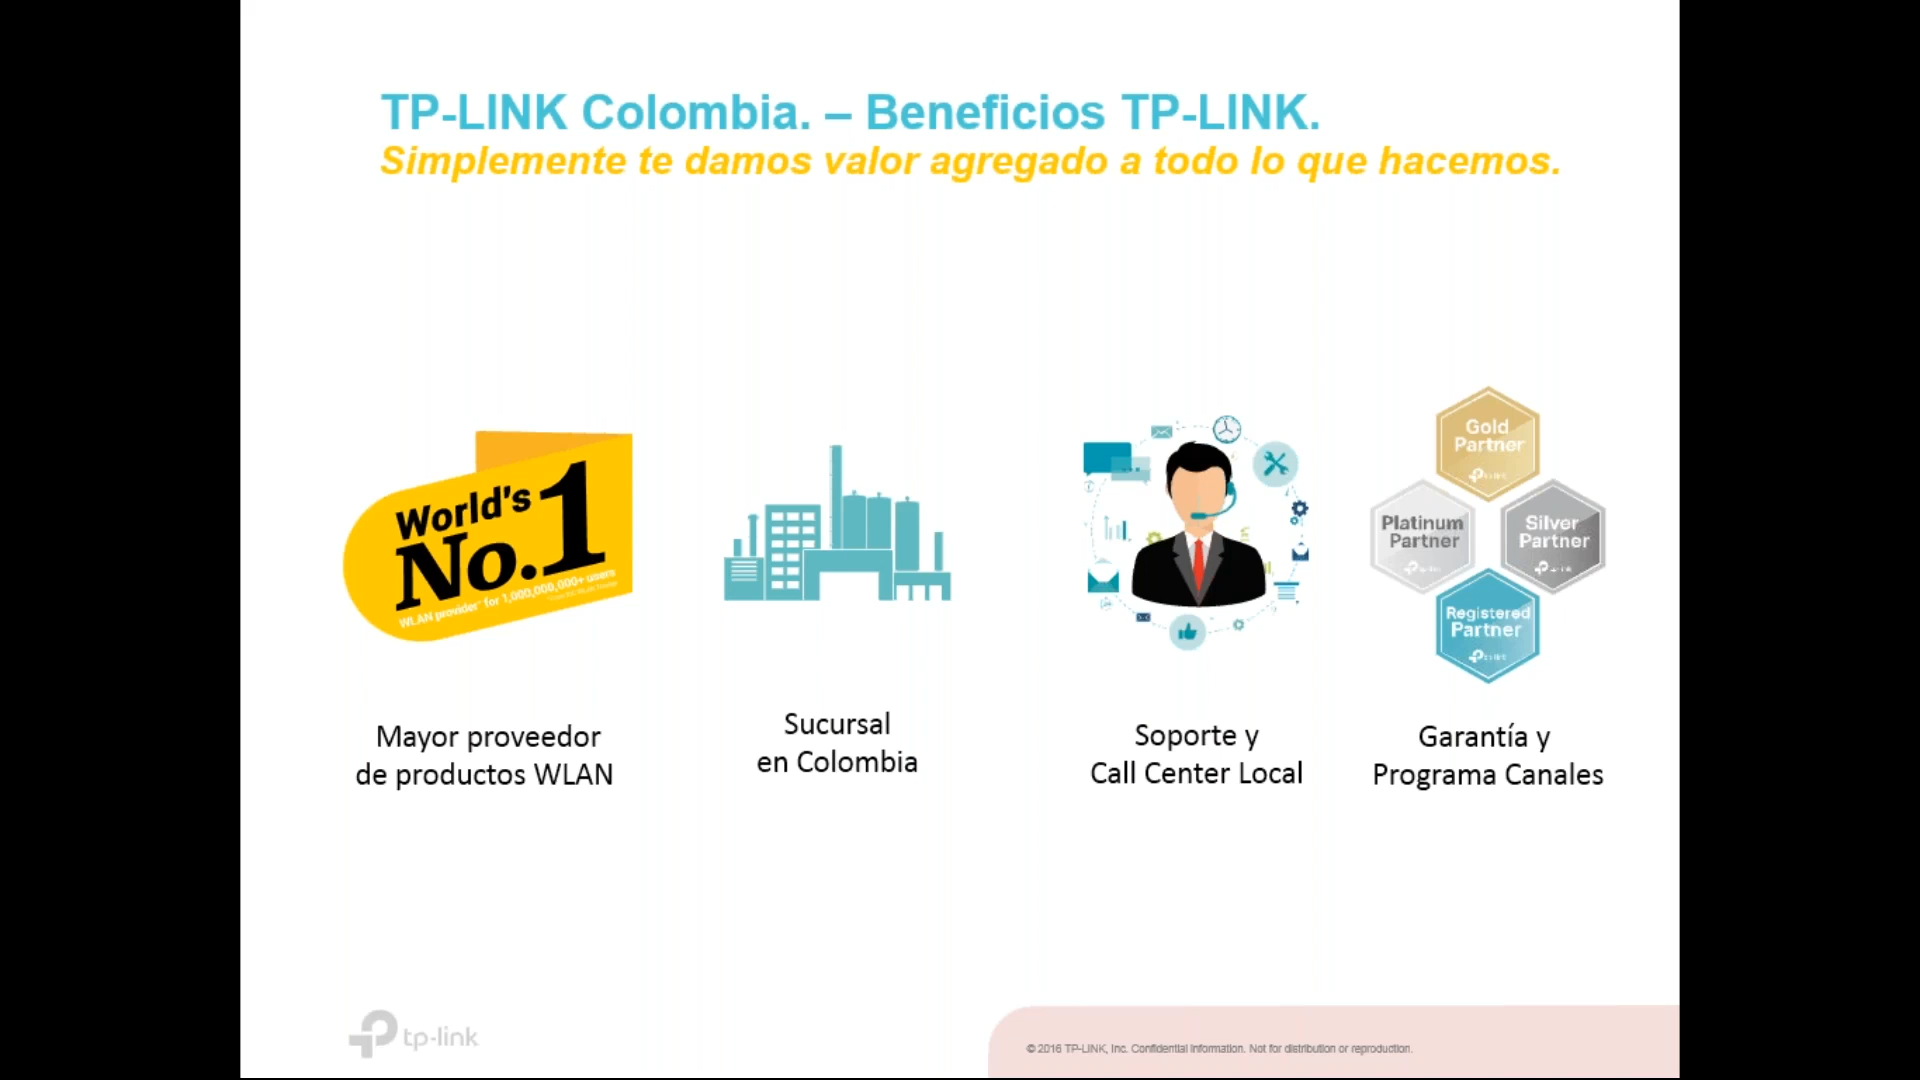 TP-LINK Colombia. – Beneficios TP-LINK.
Simplemente te damos valor agregado a todo lo que hacemos.
World's
No.1
WLAN provider* for 1,000,000,000+ users
Mayor proveedor
de productos WLAN
Sucursal
en Colombia
Soporte y
Call Center Local
Gold
Partner
Platinum
Partner
Silver
Partner
Registered
Partner
Garantía y
Programa Canales
tp-link
© 2016 TP-LINK, Inc. Confidential Information. Not for distribution or reproduction.